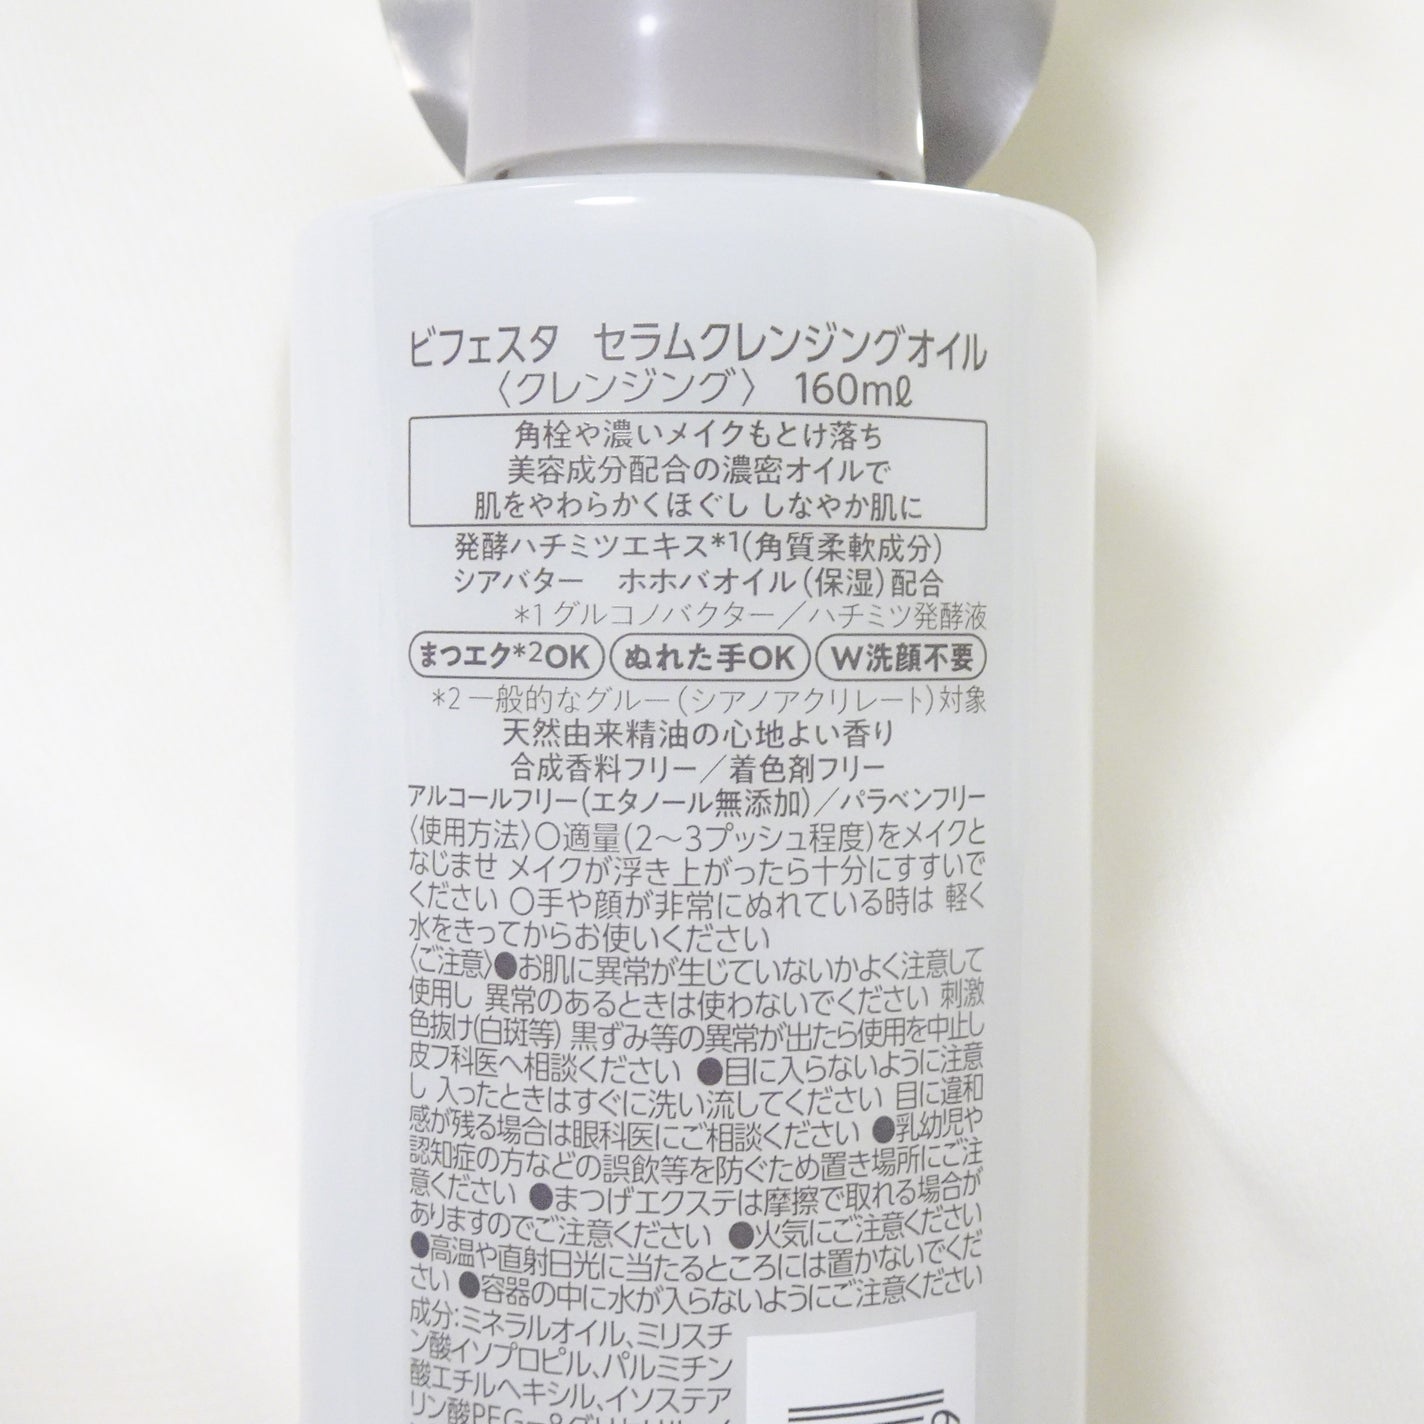 ビフェスタ　セラムクレンジングオイル
〈クレンジング〉 160mℓ
角栓や濃いメイクもとけ落ち
美容成分配合の濃密オイルで
肌をやわらかくほぐし しなやか肌に
発酵ハチミツエキス*1(角質柔軟成分)
シアバター　ホホバオイル(保湿)配合
*1 グルコノバクター／ハチミツ発酵液
まつエク*2OK ぬれた手OK W洗顔不要
*2 一般的なグルー(シアノアクリレート)対象
天然由来精油の心地よい香り
合成香料フリー／着色剤フリー
アルコールフリー(エタノール無添加)／パラベンフリー
〈使用方法〉○適量(2～3プッシュ程度)をメイクと
なじませ メイクが浮き上がったら十分にすすいで
ください ○手や顔が非常にぬれている時は 軽く
水をきってからお使いください
〈ご注意〉●お肌に異常が生じていないかよく注意して
使用し 異常のあるときは使わないでください 刺激
色抜け(白斑等) 黒ずみ等の異常が出たら使用を中止し
皮フ科医へ相談ください ●目に入らないように注意
し 入ったときはすぐに洗い流してください 目に違和
感が残る場合は眼科医にご相談ください ●乳幼児や
認知症の方などの誤飲等を防ぐため置き場所にご注
意ください ●まつげエクステは摩擦で取れる場合が
ありますのでご注意ください ●火気にご注意ください
●高温や直射日光に当たるところには置かないでくだ
さい ●容器の中に水が入らないようにご注意ください
成分:ミネラルオイル、ミリスチ
ン酸イソプロピル、パルミチン
酸エチルヘキシル、イソステア
リン酸PEG-8グリセリル、イ